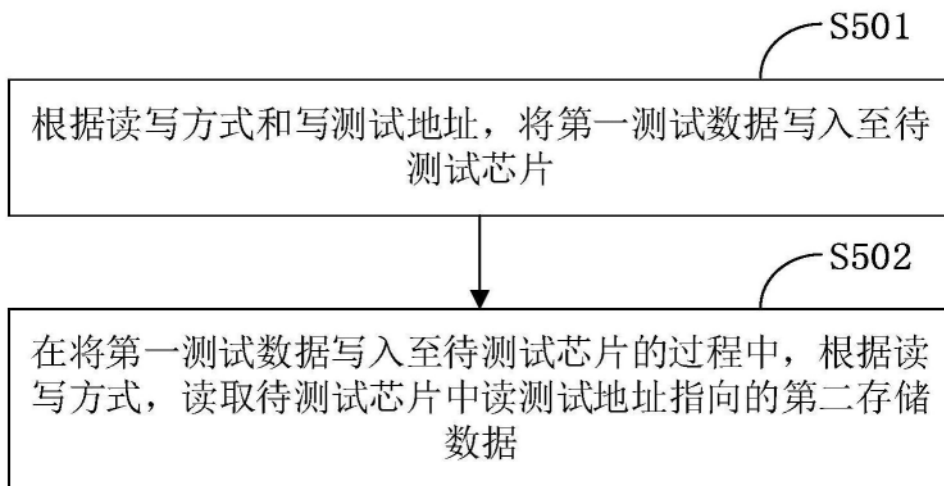 S501
根据读写方式和写测试地址，将第一测试数据写入至待
测试芯片
S502
在将第一测试数据写入至待测试芯片的过程中，根据读
写方式，读取待测试芯片中读测试地址指向的第二存储
数据